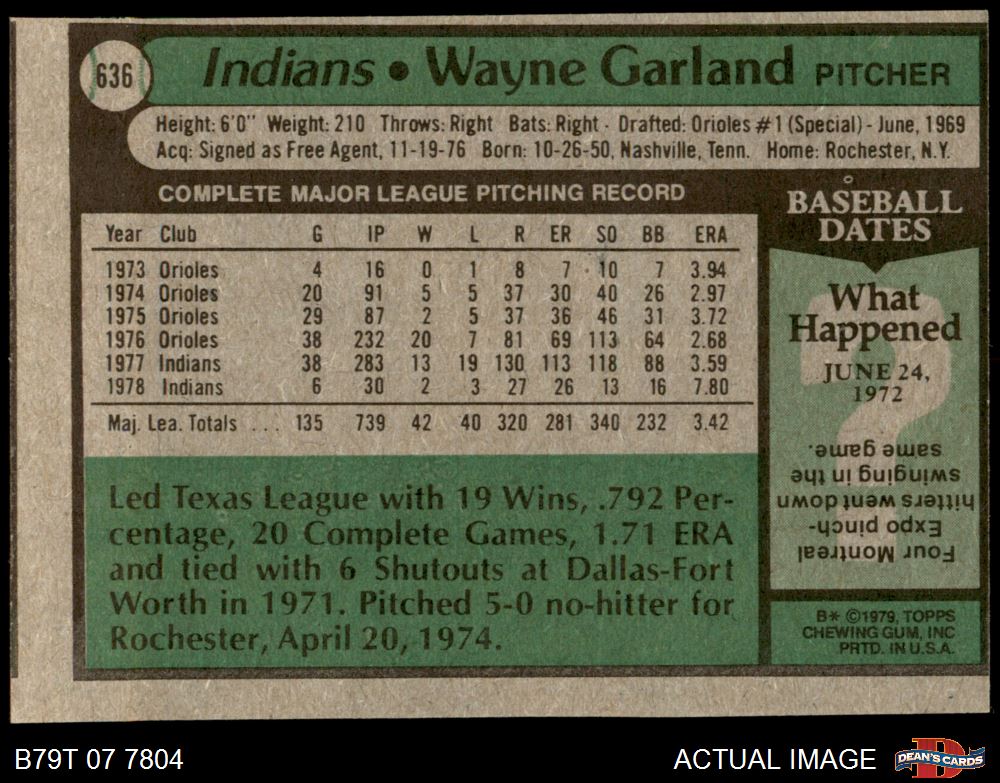 636
Indians • Wayne Garland PITCHER
Height: 6'0" Weight: 210 Throws: Right Bats: Right - Drafted: Orioles #1 (Special) - June, 1969
Acq: Signed as Free Agent, 11-19-76 Born: 10-26-50, Nashville, Tenn. Home: Rochester, N.Y.
COMPLETE MAJOR LEAGUE PITCHING RECORD
Year Club G IP W L R ER SO BB ERA
1973 Orioles 4 16 0 1 8 7 10 7 3.94
1974 Orioles 20 91 5 5 37 30 40 26 2.97
1975 Orioles 29 87 2 5 37 36 46 31 3.72
1976 Orioles 38 232 20 7 81 69 113 64 2.68
1977 Indians 38 283 13 19 130 113 118 88 3.59
1978 Indians 6 30 2 3 27 26 13 16 7.80
Maj. Lea. Totals ... 135 739 42 40 320 281 340 232 3.42
Led Texas League with 19 Wins, .792 Per-
centage, 20 Complete Games, 1.71 ERA
and tied with 6 Shutouts at Dallas-Fort
Worth in 1971. Pitched 5-0 no-hitter for
Rochester, April 20, 1974.
BASEBALL
DATES
What
Happened
JUNE 24,
1972
Four Montreal
Expo pinch-
hitters went down
swinging in the
same game.
B* ©1979, TOPPS
CHEWING GUM, INC
PRTD. IN U.S.A.
B79T 07 7804
ACTUAL IMAGE
D
DEAN'S CARDS